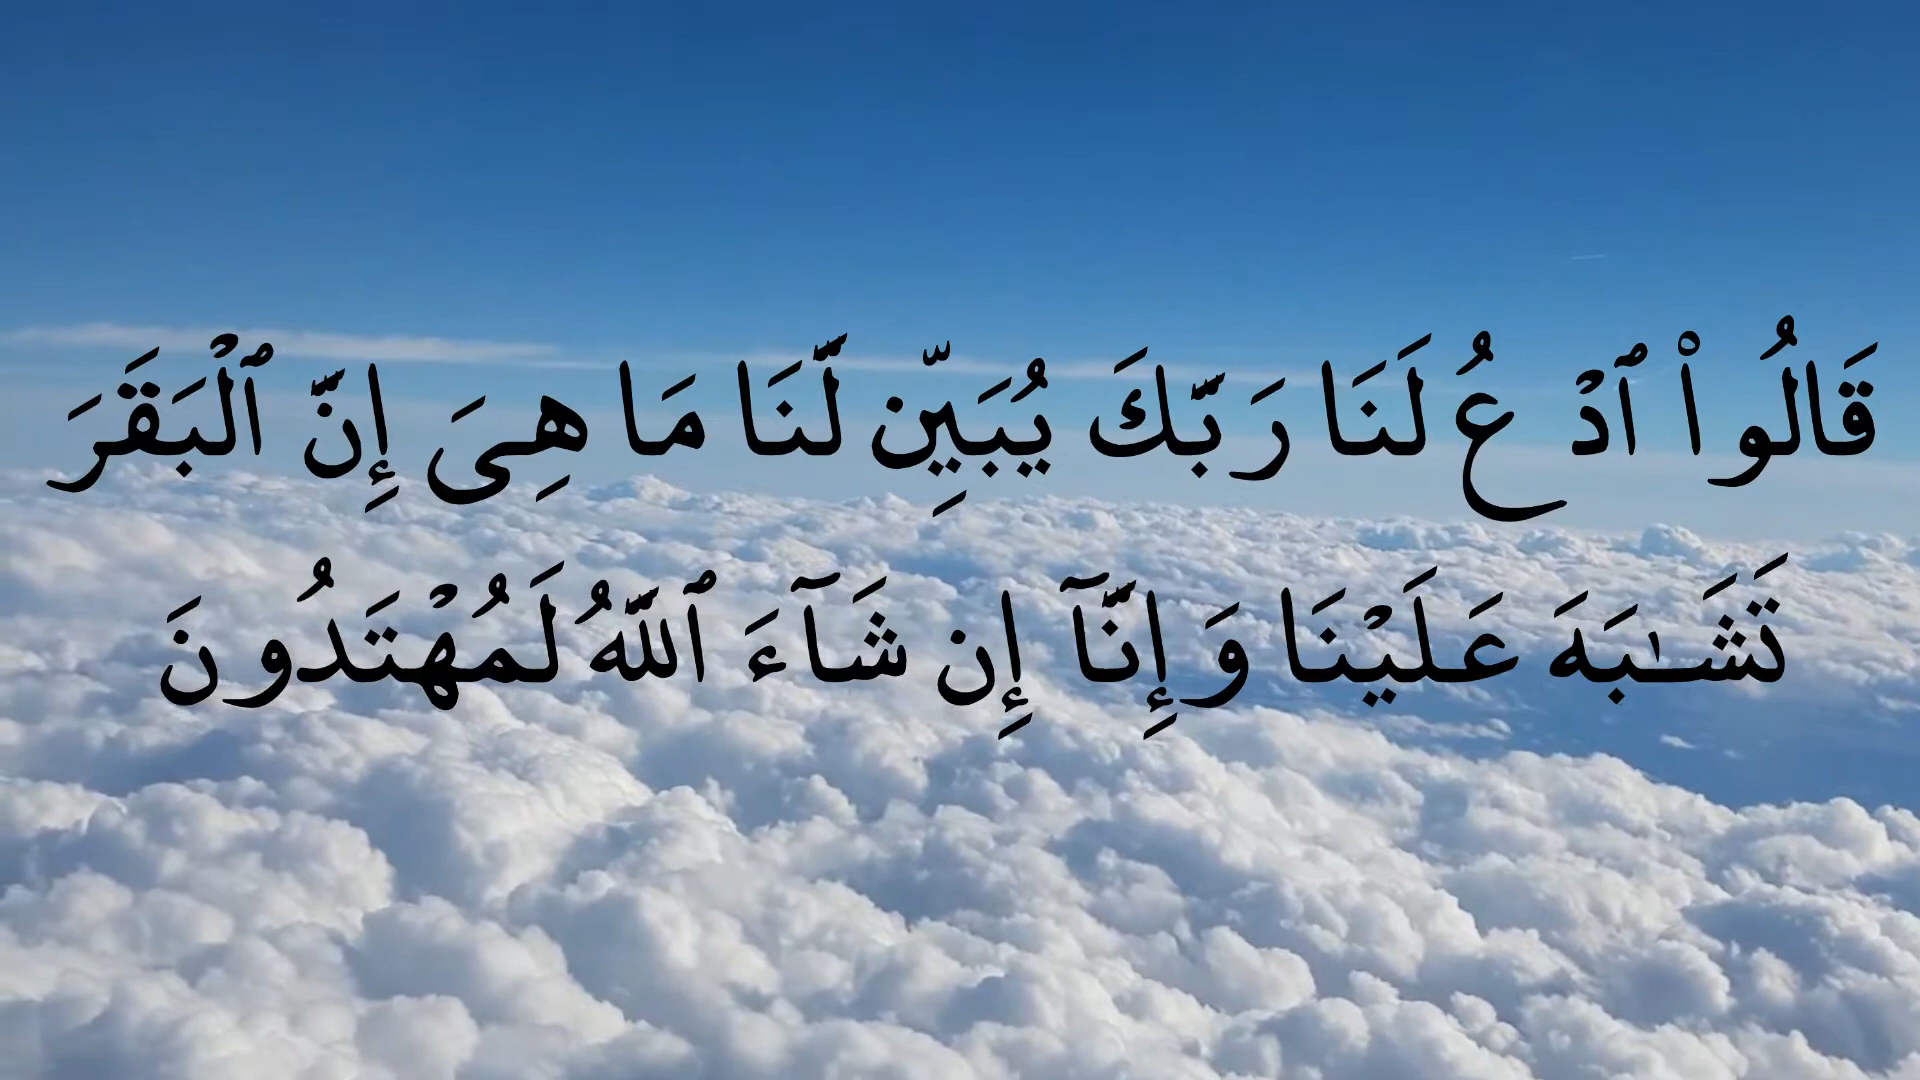 قَالُوا۟ ٱدْعُ لَنَا رَبَّكَ يُبَيِّن لَّنَا مَا هِىَ إِنَّ ٱلْبَقَرَ
تَشَـٰبَهَ عَلَيْنَا وَإِنَّآ إِن شَآءَ ٱللَّهُ لَمُهْتَدُونَ